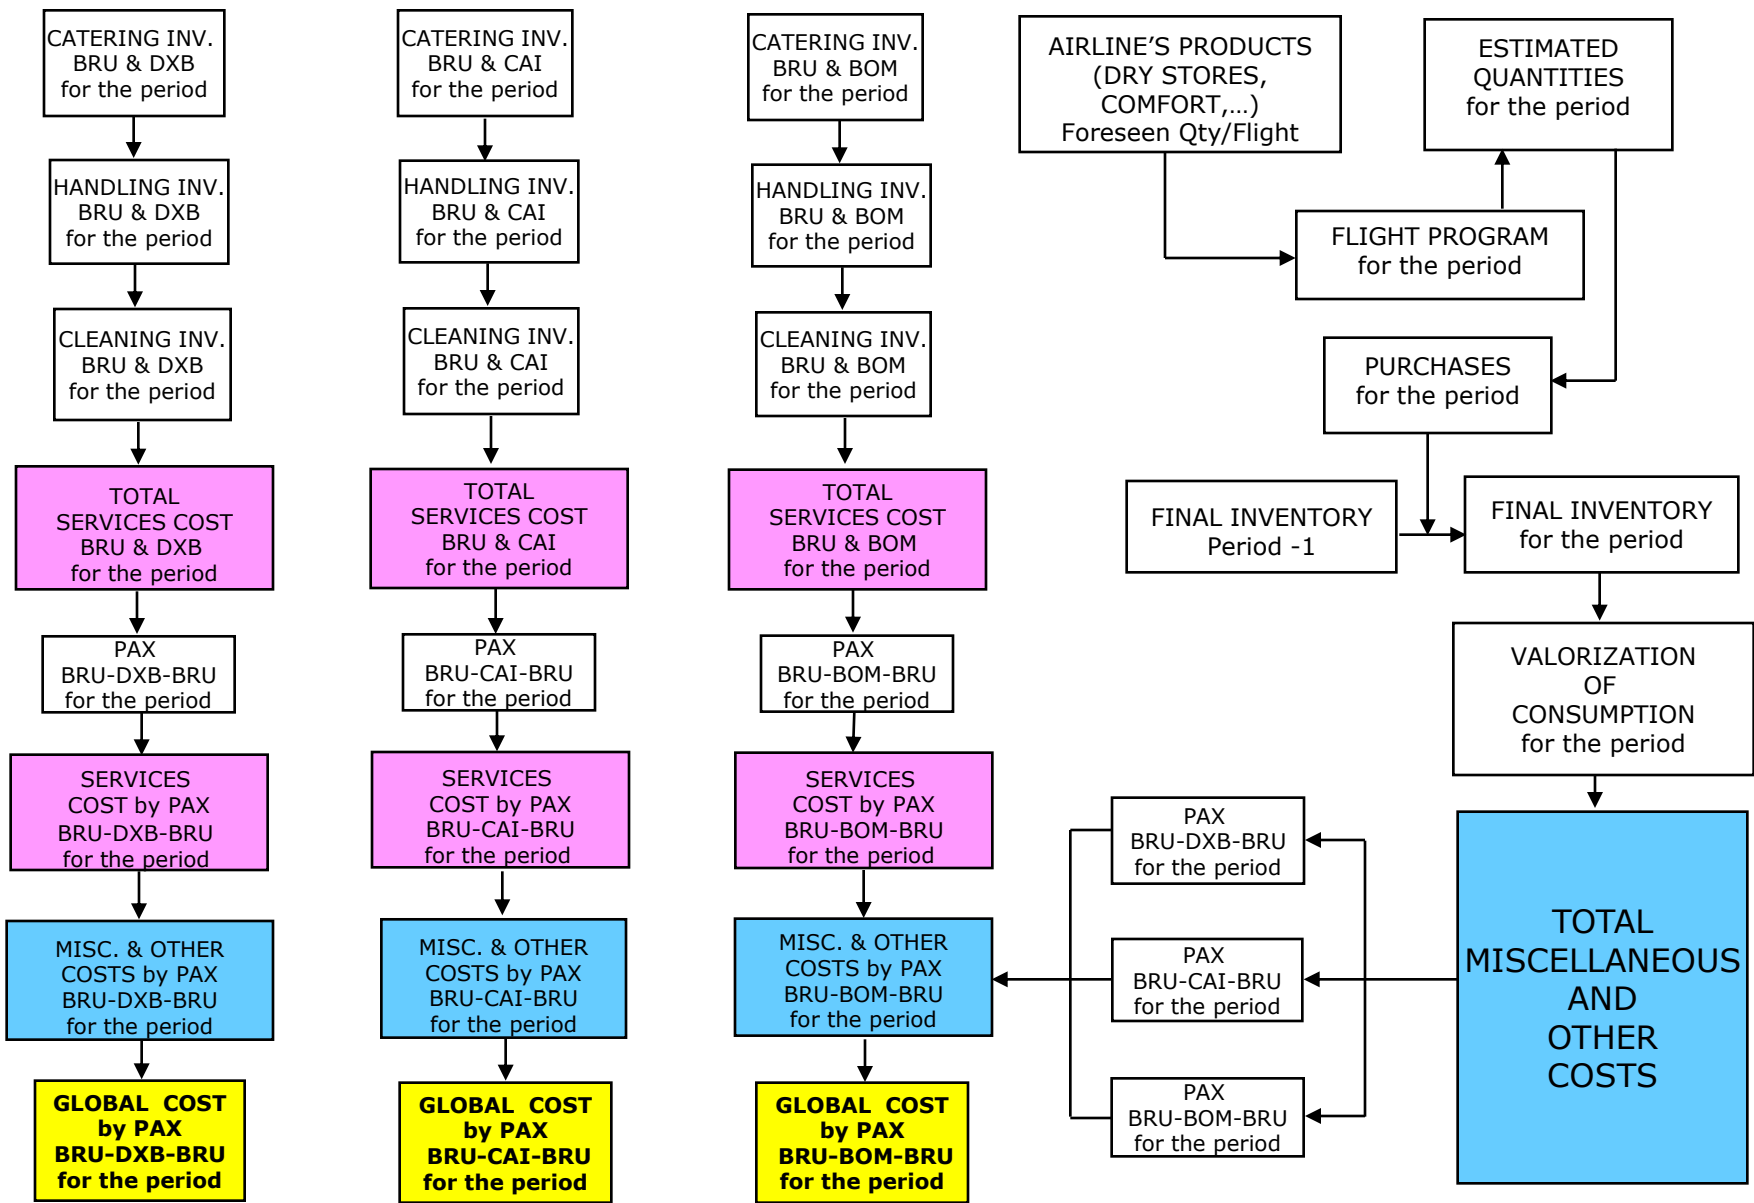 CATERING INV.
BRU & DXB
for the period
HANDLING INV.
BRU & DXB
for the period
CLEANING INV.
BRU & DXB
for the period
TOTAL
SERVICES COST
BRU & DXB
for the period
PAX
BRU-DXB-BRU
for the period
SERVICES
COST by PAX
BRU-DXB-BRU
for the period
MISC. & OTHER
COSTS by PAX
BRU-DXB-BRU
for the period
GLOBAL COST
by PAX
BRU-DXB-BRU
for the period
CATERING INV.
BRU & CAI
for the period
HANDLING INV.
BRU & CAI
for the period
CLEANING INV.
BRU & CAI
for the period
TOTAL
SERVICES COST
BRU & CAI
for the period
PAX
BRU-CAI-BRU
for the period
SERVICES
COST by PAX
BRU-CAI-BRU
for the period
MISC. & OTHER
COSTS by PAX
BRU-CAI-BRU
for the period
GLOBAL COST
by PAX
BRU-CAI-BRU
for the period
CATERING INV.
BRU & BOM
for the period
HANDLING INV.
BRU & BOM
for the period
CLEANING INV.
BRU & BOM
for the period
TOTAL
SERVICES COST
BRU & BOM
for the period
PAX
BRU-BOM-BRU
for the period
SERVICES
COST by PAX
BRU-BOM-BRU
for the period
MISC. & OTHER
COSTS by PAX
BRU-BOM-BRU
for the period
GLOBAL COST
by PAX
BRU-BOM-BRU
for the period
AIRLINE'S PRODUCTS
(DRY STORES,
COMFORT,…)
Foreseen Qty/Flight
ESTIMATED
QUANTITIES
for the period
FLIGHT PROGRAM
for the period
PURCHASES
for the period
FINAL INVENTORY
Period -1
FINAL INVENTORY
for the period
VALORIZATION
OF
CONSUMPTION
for the period
PAX
BRU-DXB-BRU
for the period
PAX
BRU-CAI-BRU
for the period
PAX
BRU-BOM-BRU
for the period
TOTAL
MISCELLANEOUS
AND
OTHER
COSTS